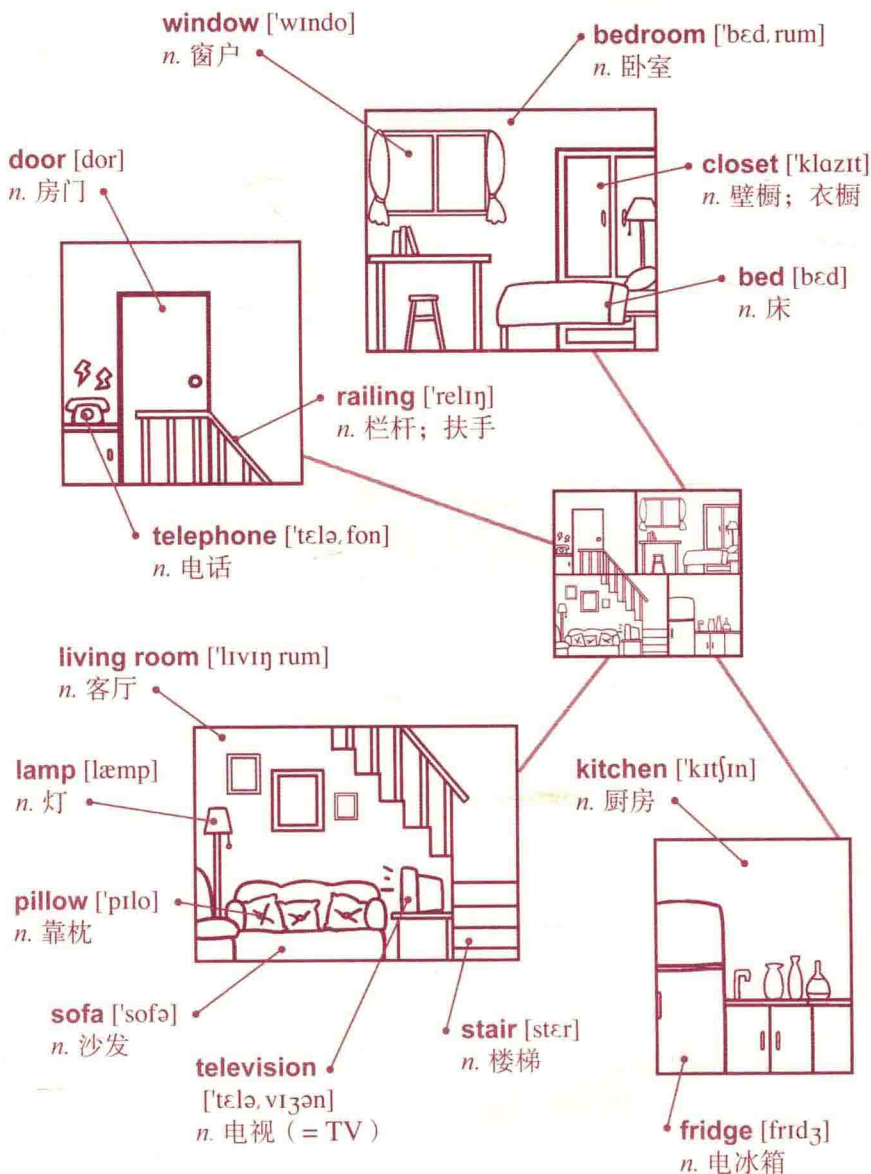 window ['wɪndo]
n. 窗户
bedroom ['bɛd,rum]
n. 卧室
door [dor]
n. 房门
closet ['klɑzɪt]
n. 壁橱；衣橱
bed [bɛd]
n. 床
railing ['relɪŋ]
n. 栏杆；扶手
telephone ['tɛlə,fon]
n. 电话
living room ['lɪvɪŋ rum]
n. 客厅
lamp [læmp]
n. 灯
kitchen ['kɪtʃɪn]
n. 厨房
pillow ['pɪlo]
n. 靠枕
sofa ['sofə]
n. 沙发
stair [stɛr]
n. 楼梯
television
['tɛlə,vɪʒən]
n. 电视（= TV）
fridge [frɪdʒ]
n. 电冰箱